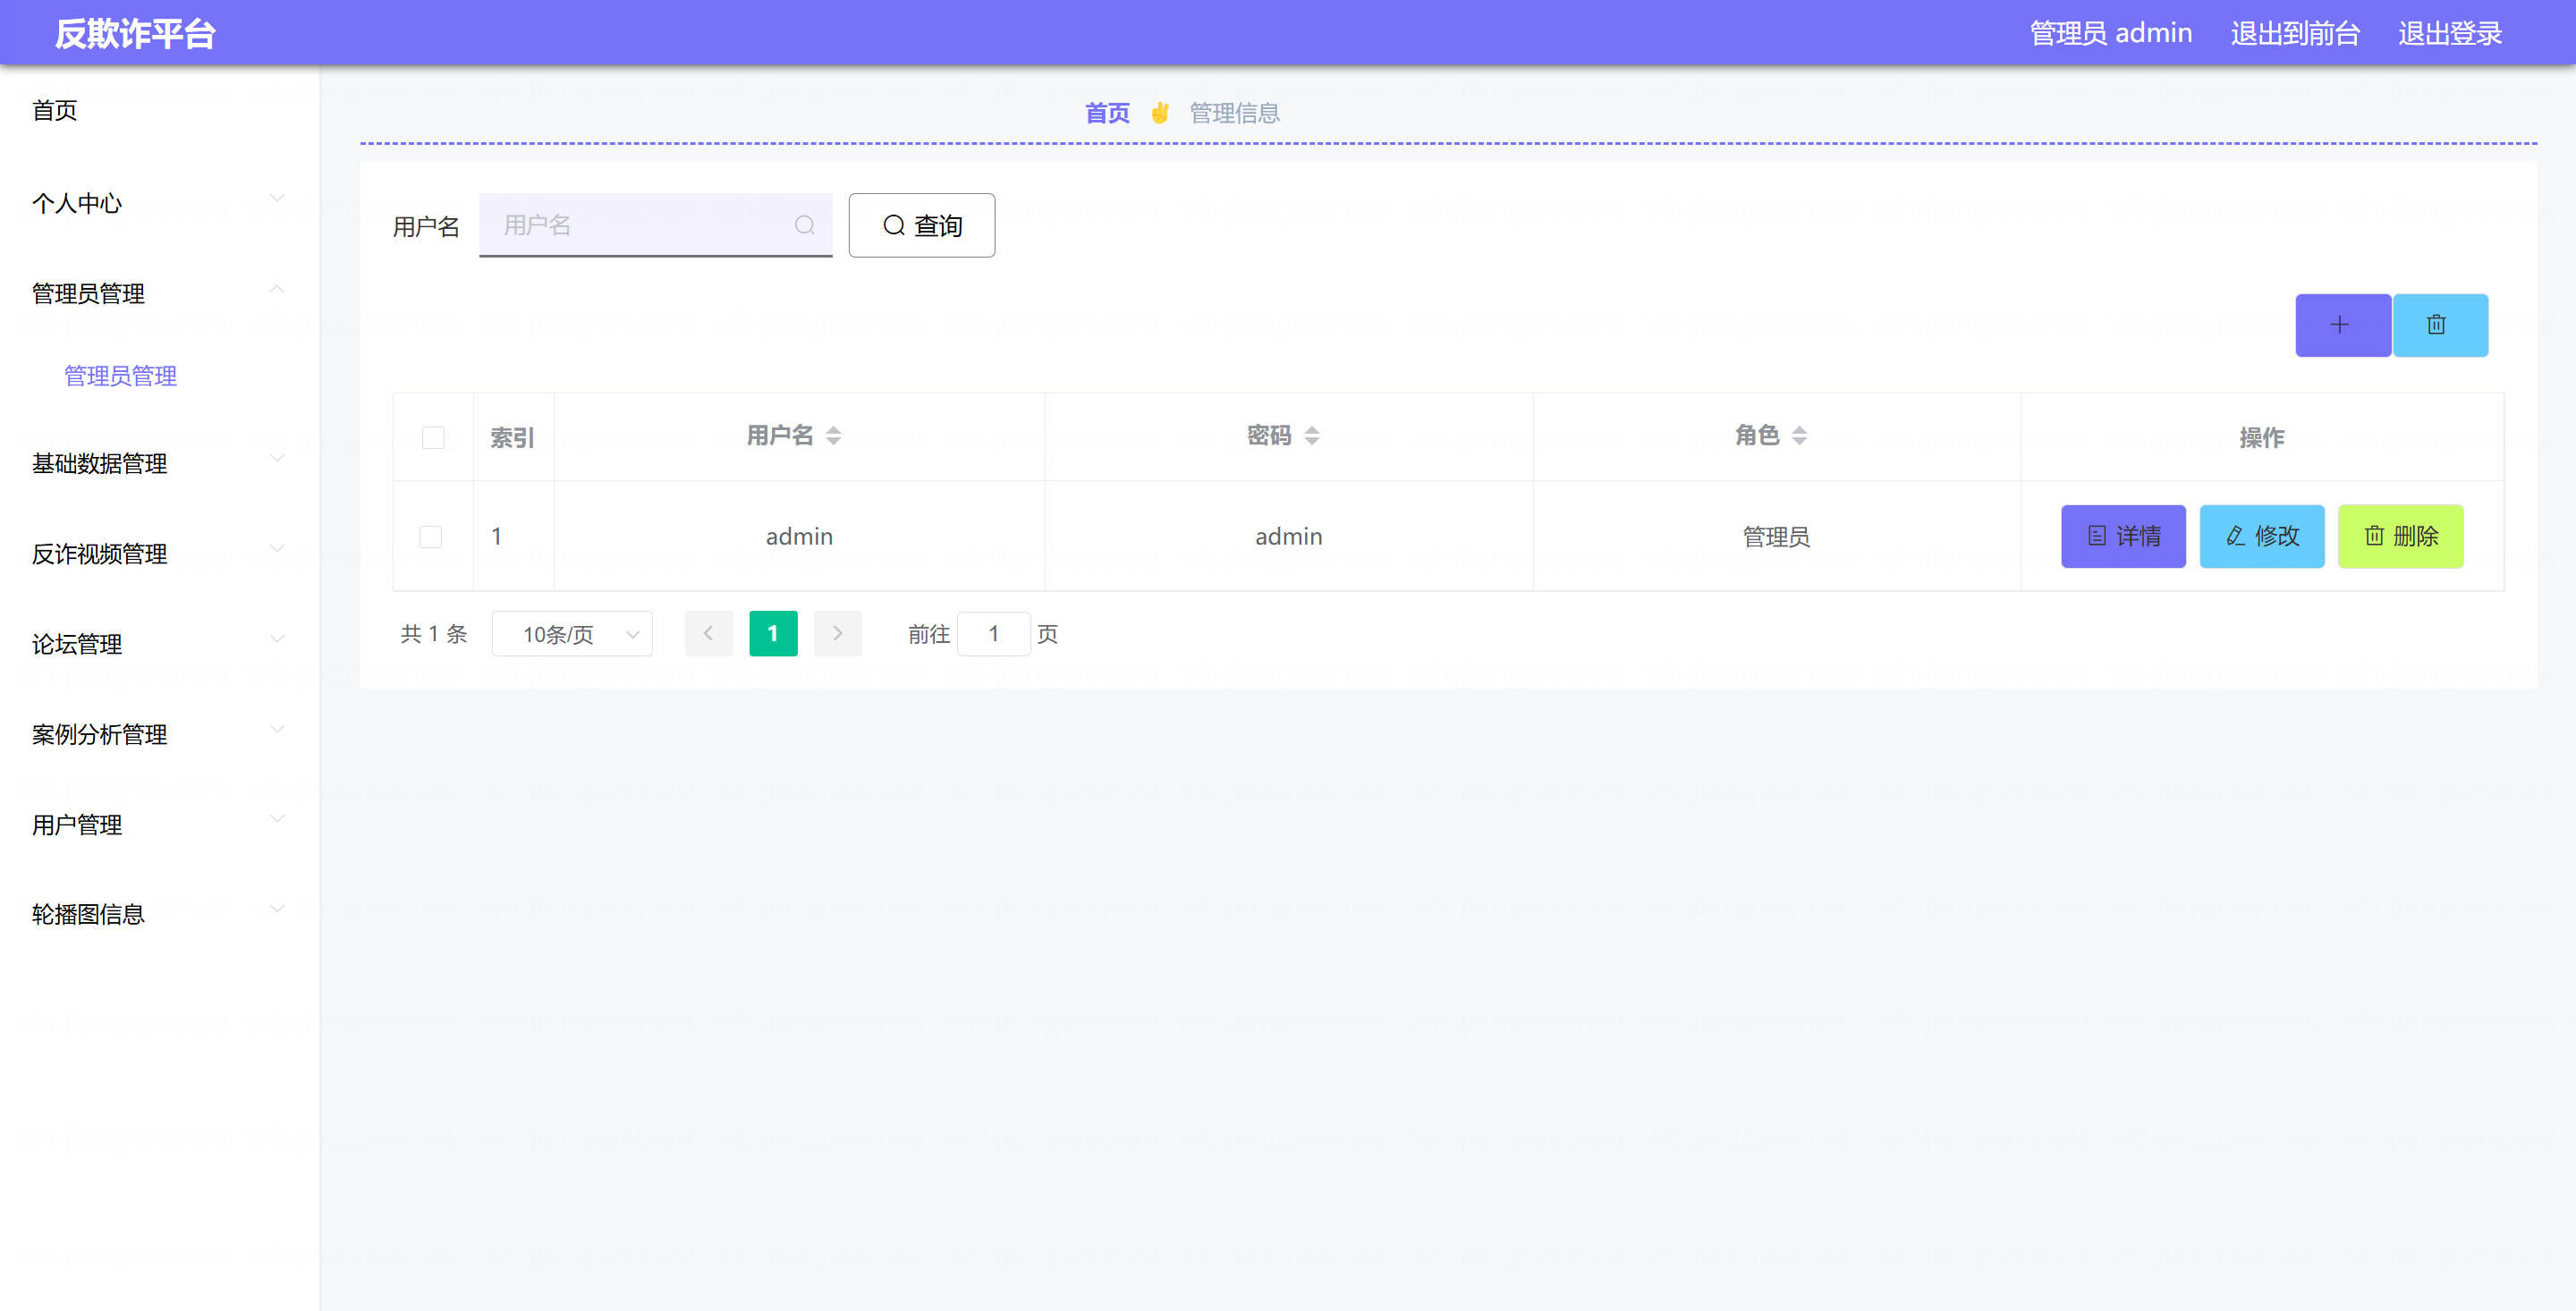 反欺诈平台
管理员 admin 退出到前台 退出登录
首页
个人中心
管理员管理
管理员管理
基础数据管理
反诈视频管理
论坛管理
案例分析管理
用户管理
轮播图信息
首页 管理信息
用户名 用户名 查询
索引 用户名 密码 角色 操作
1 admin admin 管理员 详情 修改 删除
共 1 条 10条/页 1 前往 1 页